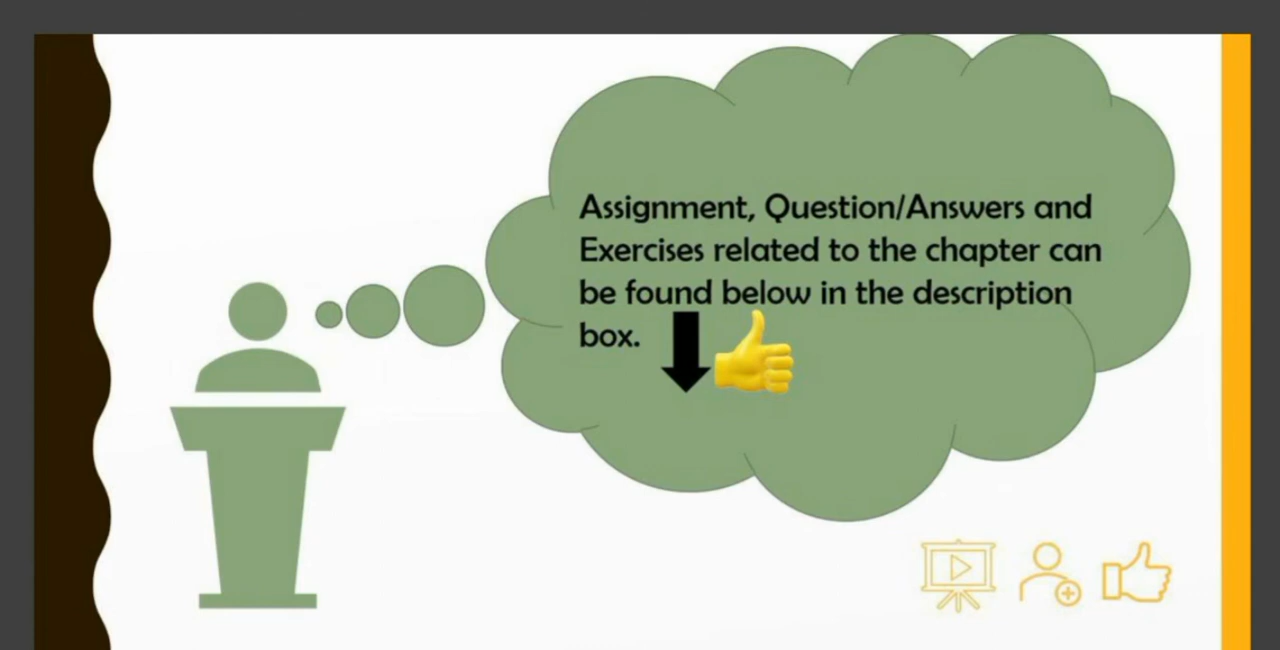 Assignment, Question/Answers and
Exercises related to the chapter can
be found below in the description
box.